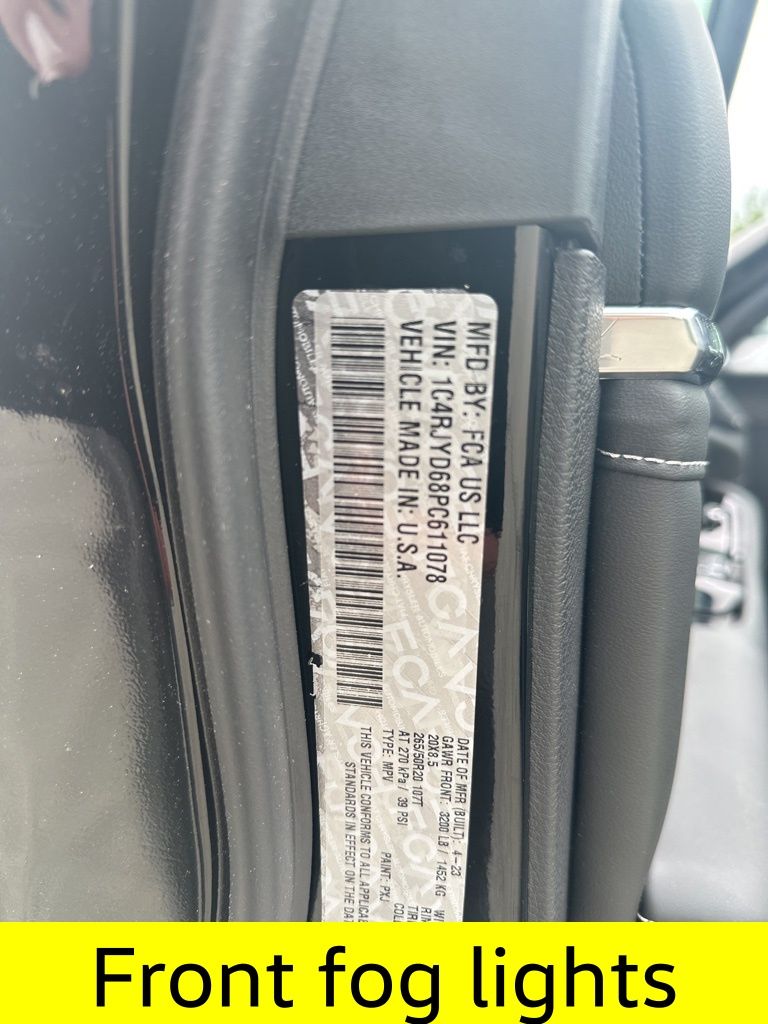 MFD BY: FCA US LLC
VIN: 1C4RJYD68PC611078
VEHICLE MADE IN: U.S.A.
DATE OF MFR (BUILT): 4-23
GAWR FRONT: 3200 LB / 1452 KG
20X8.5
265/50R20 107T
AT 270 kPa / 39 PSI
TYPE: MPV PAINT: PXJ
THIS VEHICLE CONFORMS TO ALL
STANDARDS IN EFFECT ON THE
FCA
Front fog lights